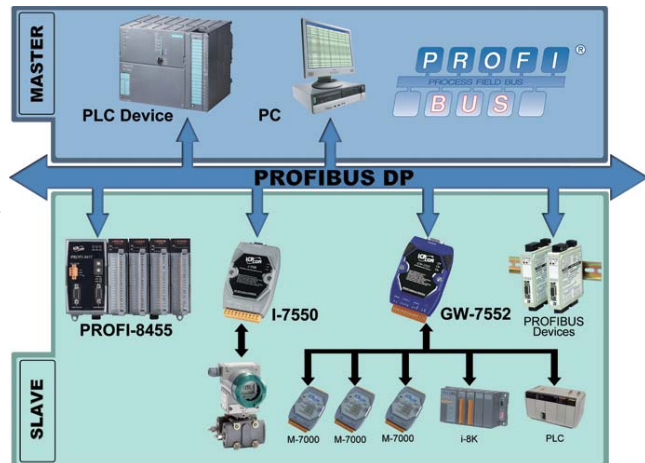 MASTER
PLC Device
PC
PROFI
®
PROCESS FIELD BUS
BUS
PROFIBUS DP
SLAVE
PROFI-8455
I-7550
GW-7552
PROFIBUS
Devices
M-7000
M-7000
M-7000
i-8K
PLC